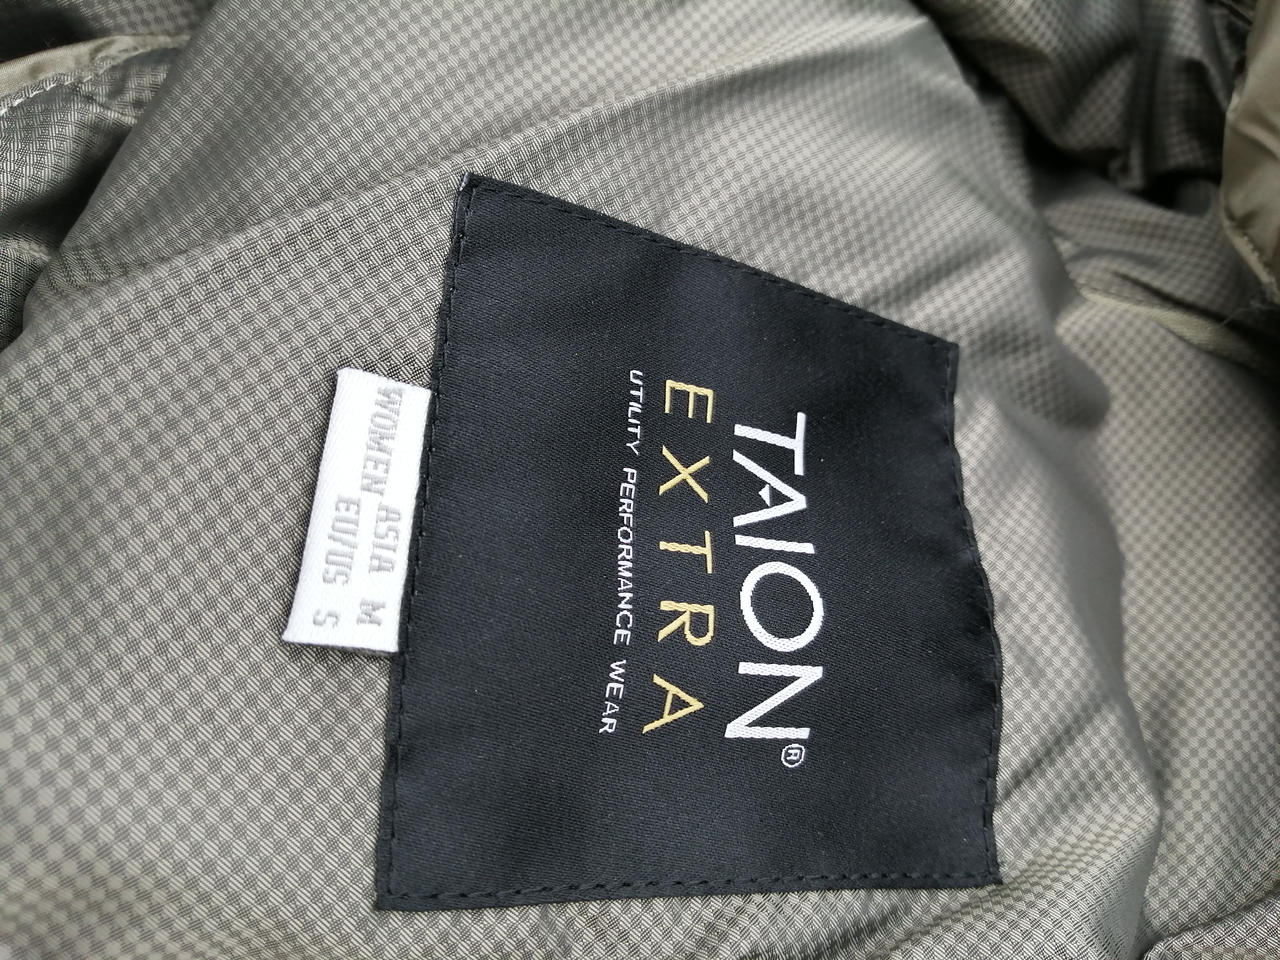 TAION®
EXTRA
UTILITY PERFORMANCE WEAR
WOMEN ASIA M
EU/US S